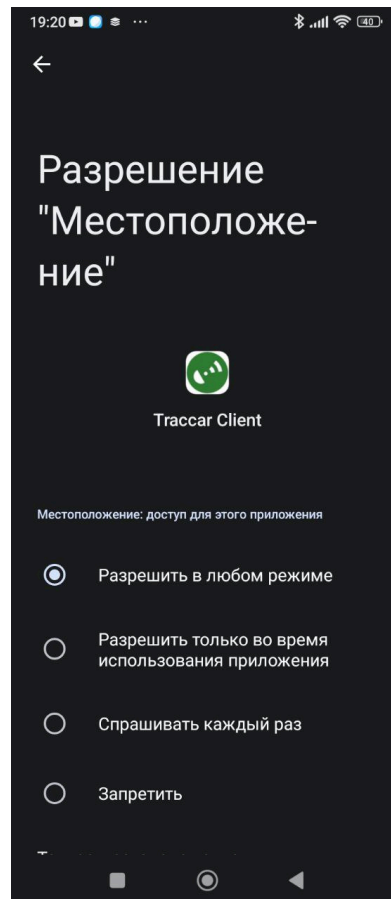 19:20
40
Разрешение
"Местоположе-
ние"
Traccar Client
Местоположение: доступ для этого приложения
Разрешить в любом режиме
Разрешить только во время
использования приложения
Спрашивать каждый раз
Запретить